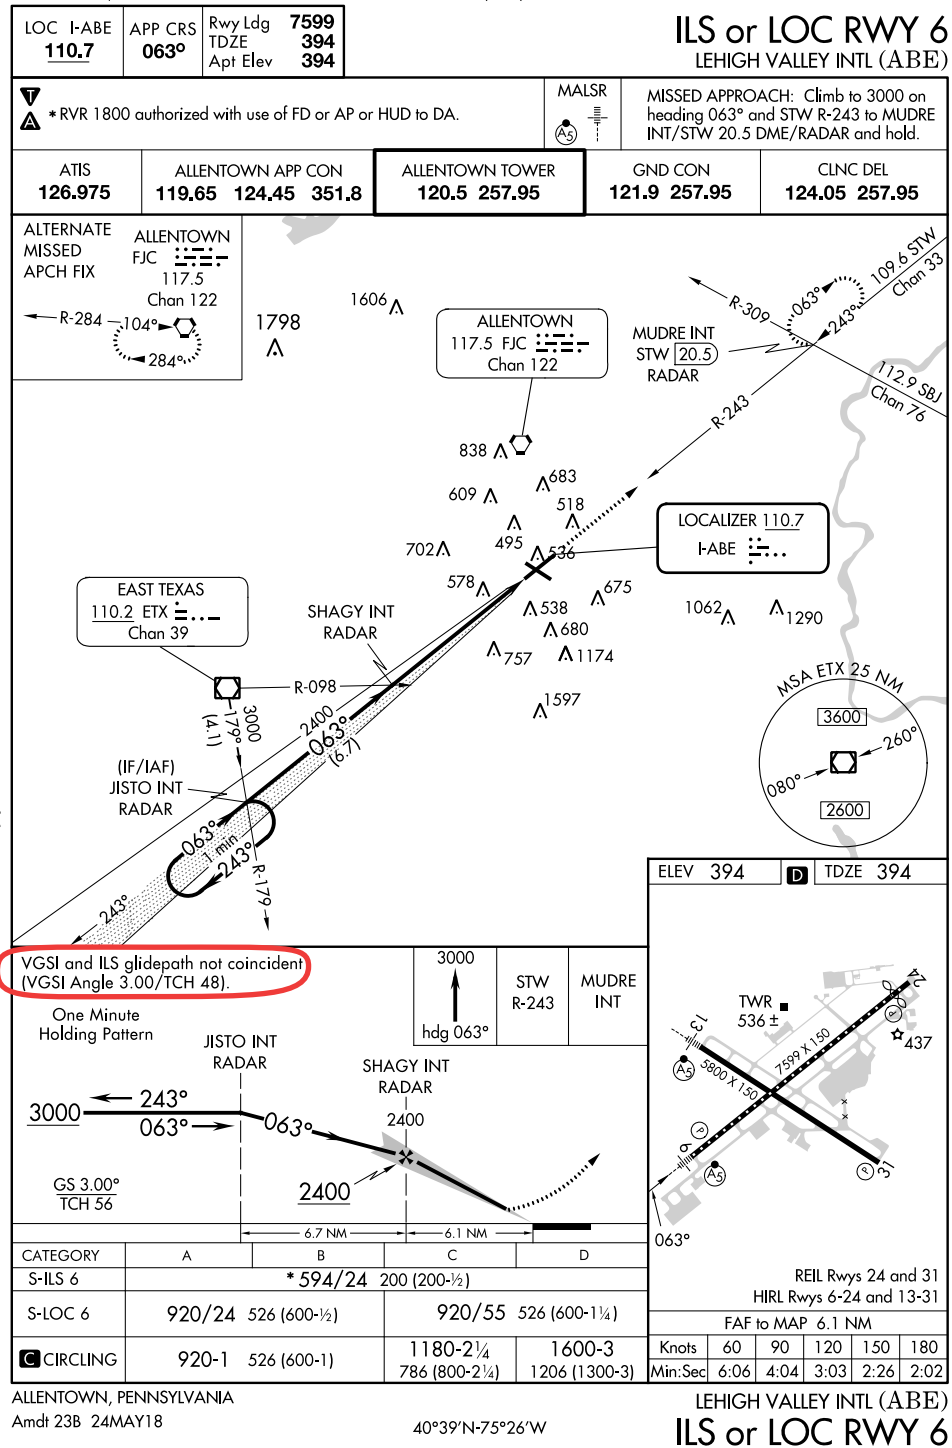 LOC I-ABE
110.7
APP CRS
063°
Rwy Ldg 7599
TDZE 394
Apt Elev 394
ILS or LOC RWY 6
LEHIGH VALLEY INTL (ABE)
T
A
* RVR 1800 authorized with use of FD or AP or HUD to DA.
MALSR
A5
MISSED APPROACH: Climb to 3000 on
heading 063° and STW R-243 to MUDRE
INT/STW 20.5 DME/RADAR and hold.
ATIS
126.975
ALLENTOWN APP CON
119.65 124.45 351.8
ALLENTOWN TOWER
120.5 257.95
GND CON
121.9 257.95
CLNC DEL
124.05 257.95
ALTERNATE
MISSED
APCH FIX
ALLENTOWN
FJC
117.5
Chan 122
R-284
104°
284°
1798
1606
ALLENTOWN
117.5 FJC
Chan 122
MUDRE INT
STW 20.5
RADAR
R-309
063°
243°
109.6 STW
Chan 33
112.9 SBJ
Chan 76
R-243
838
683
609
518
495
536
702
578
675
538
680
757
1174
1597
1062
1290
LOCALIZER 110.7
I-ABE
EAST TEXAS
110.2 ETX
Chan 39
SHAGY INT
RADAR
R-098
3000
179°
(4.1)
2400
063°
(6.7)
(IF/IAF)
JISTO INT
RADAR
063°
1 min
243°
R-179
243°
MSA ETX 25 NM
3600
260°
080°
2600
ELEV 394
D
TDZE 394
TWR
536 ±
437
24
13
7599 X 150
5800 X 150
A5
P
P
6
A5
P
31
063°
REIL Rwys 24 and 31
HIRL Rwys 6-24 and 13-31
FAF to MAP 6.1 NM
Knots 60 90 120 150 180
Min:Sec 6:06 4:04 3:03 2:26 2:02
VGSI and ILS glidepath not coincident
(VGSI Angle 3.00/TCH 48).
One Minute
Holding Pattern
3000
hdg 063°
STW
R-243
MUDRE
INT
JISTO INT
RADAR
SHAGY INT
RADAR
2400
3000
243°
063°
063°
2400
GS 3.00°
TCH 56
6.7 NM
6.1 NM
CATEGORY A B C D
S-ILS 6 * 594/24 200 (200-½)
S-LOC 6 920/24 526 (600-½) 920/55 526 (600-1¼)
C CIRCLING 920-1 526 (600-1) 1180-2¼ 786 (800-2¼) 1600-3 1206 (1300-3)
ALLENTOWN, PENNSYLVANIA
Amdt 23B 24MAY18
40°39'N-75°26'W
LEHIGH VALLEY INTL (ABE)
ILS or LOC RWY 6